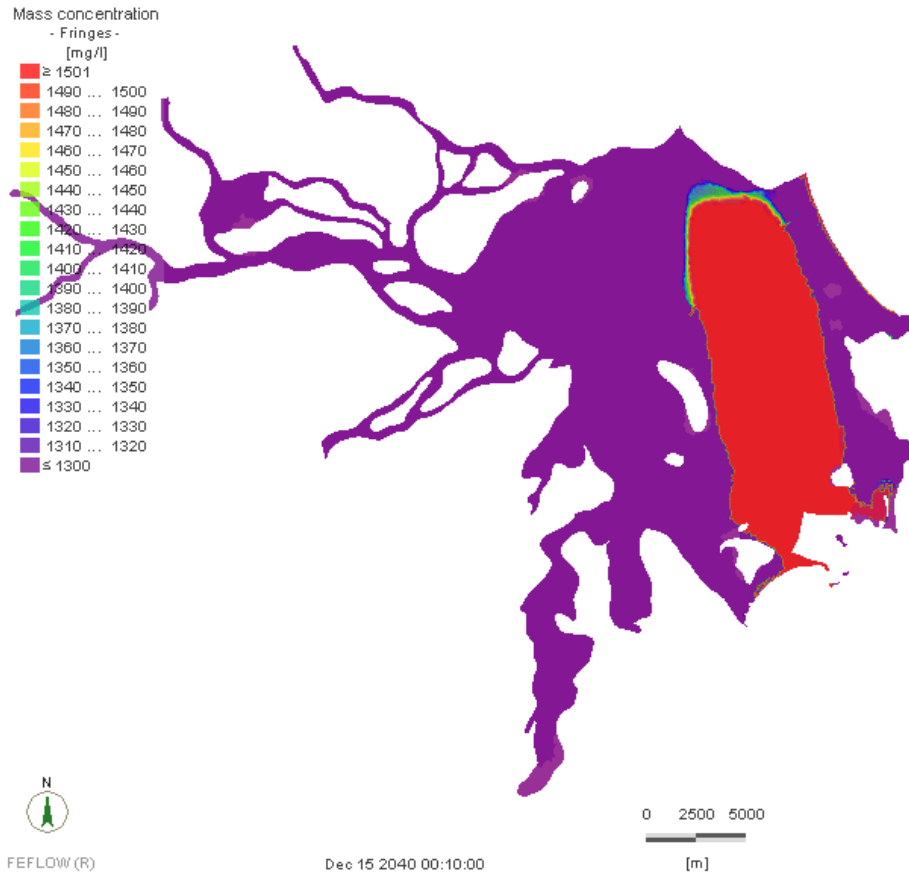 Mass concentration
- Fringes -
[mg/l]
≥ 1501
1490 ... 1500
1480 ... 1490
1470 ... 1480
1460 ... 1470
1450 ... 1460
1440 ... 1450
1430 ... 1440
1420 ... 1430
1410 ... 1420
1400 ... 1410
1390 ... 1400
1380 ... 1390
1370 ... 1380
1360 ... 1370
1350 ... 1360
1340 ... 1350
1330 ... 1340
1320 ... 1330
1310 ... 1320
≤ 1300
N
0 2500 5000
[m]
FEFLOW (R)
Dec 15 2040 00:10:00